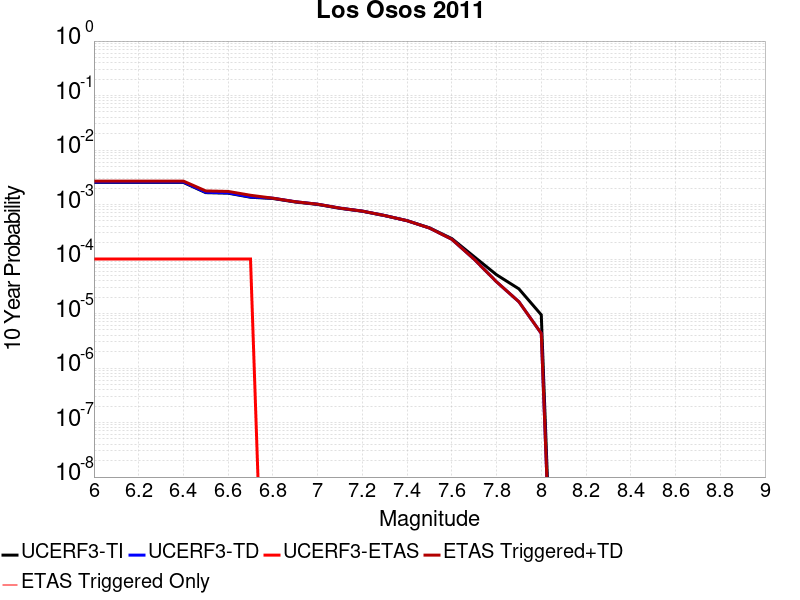 Los Osos 2011
10 Year Probability
10^0
10^-1
10^-2
10^-3
10^-4
10^-5
10^-6
10^-7
10^-8
6 6.2 6.4 6.6 6.8 7 7.2 7.4 7.6 7.8 8 8.2 8.4 8.6 8.8 9
Magnitude
UCERF3-TI UCERF3-TD UCERF3-ETAS ETAS Triggered+TD
ETAS Triggered Only